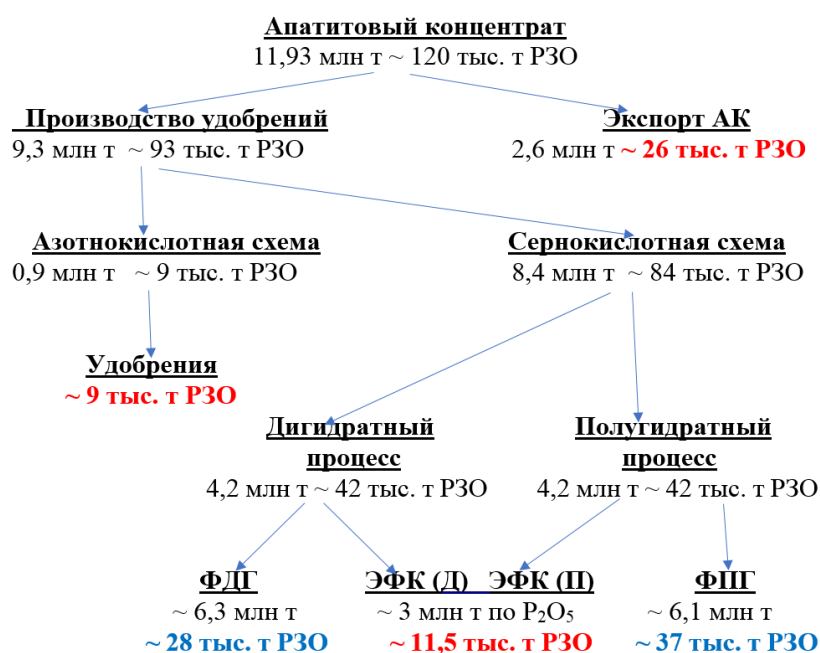 Апатитовый концентрат
11,93 млн т ~ 120 тыс. т РЗО
Производство удобрений
9,3 млн т ~ 93 тыс. т РЗО
Экспорт АК
2,6 млн т ~ 26 тыс. т РЗО
Азотнокислотная схема
0,9 млн т ~ 9 тыс. т РЗО
Сернокислотная схема
8,4 млн т ~ 84 тыс. т РЗО
Удобрения
~ 9 тыс. т РЗО
Дигидратный
процесс
4,2 млн т ~ 42 тыс. т РЗО
Полугидратный
процесс
4,2 млн т ~ 42 тыс. т РЗО
ФДГ
~ 6,3 млн т
~ 28 тыс. т РЗО
ЭФК (Д) ЭФК (П)
~ 3 млн т по P₂O₅
~ 11,5 тыс. т РЗО
ФПГ
~ 6,1 млн т
~ 37 тыс. т РЗО